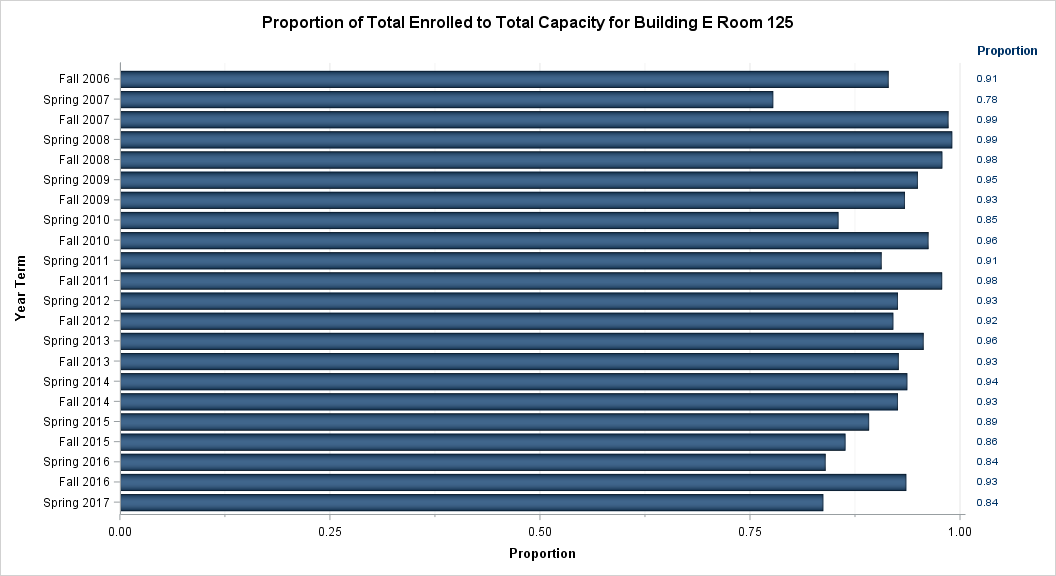 Proportion of Total Enrolled to Total Capacity for Building E Room 125
Proportion
Fall 2006 0.91
Spring 2007 0.78
Fall 2007 0.99
Spring 2008 0.99
Fall 2008 0.98
Spring 2009 0.95
Fall 2009 0.93
Spring 2010 0.85
Fall 2010 0.96
Spring 2011 0.91
Fall 2011 0.98
Spring 2012 0.93
Fall 2012 0.92
Spring 2013 0.96
Fall 2013 0.93
Spring 2014 0.94
Fall 2014 0.93
Spring 2015 0.89
Fall 2015 0.86
Spring 2016 0.84
Fall 2016 0.93
Spring 2017 0.84
Year Term
0.00 0.25 0.50 0.75 1.00
Proportion